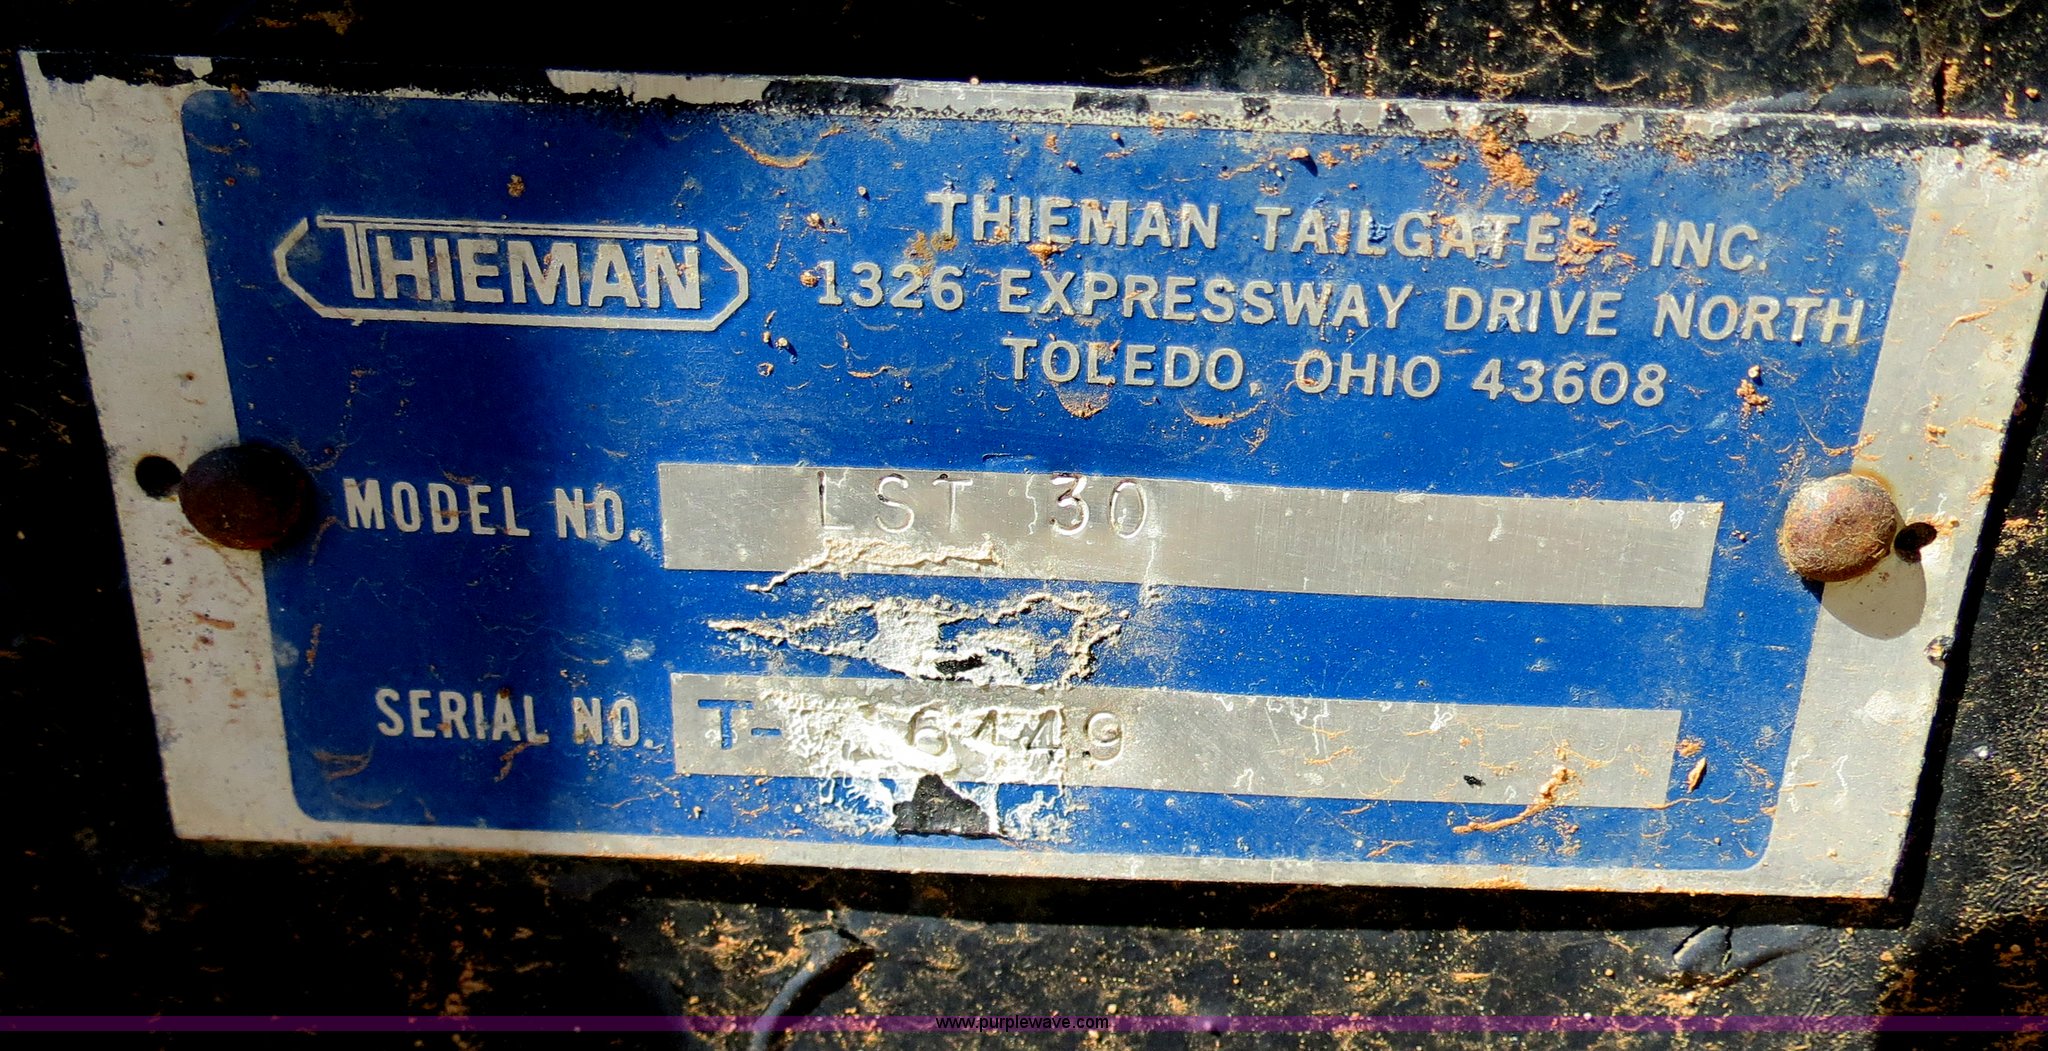 THIEMAN
THIEMAN TAILGATES, INC.
1326 EXPRESSWAY DRIVE NORTH
TOLEDO, OHIO 43608
MODEL NO. LST 30
SERIAL NO. T-
www.purplewave.com